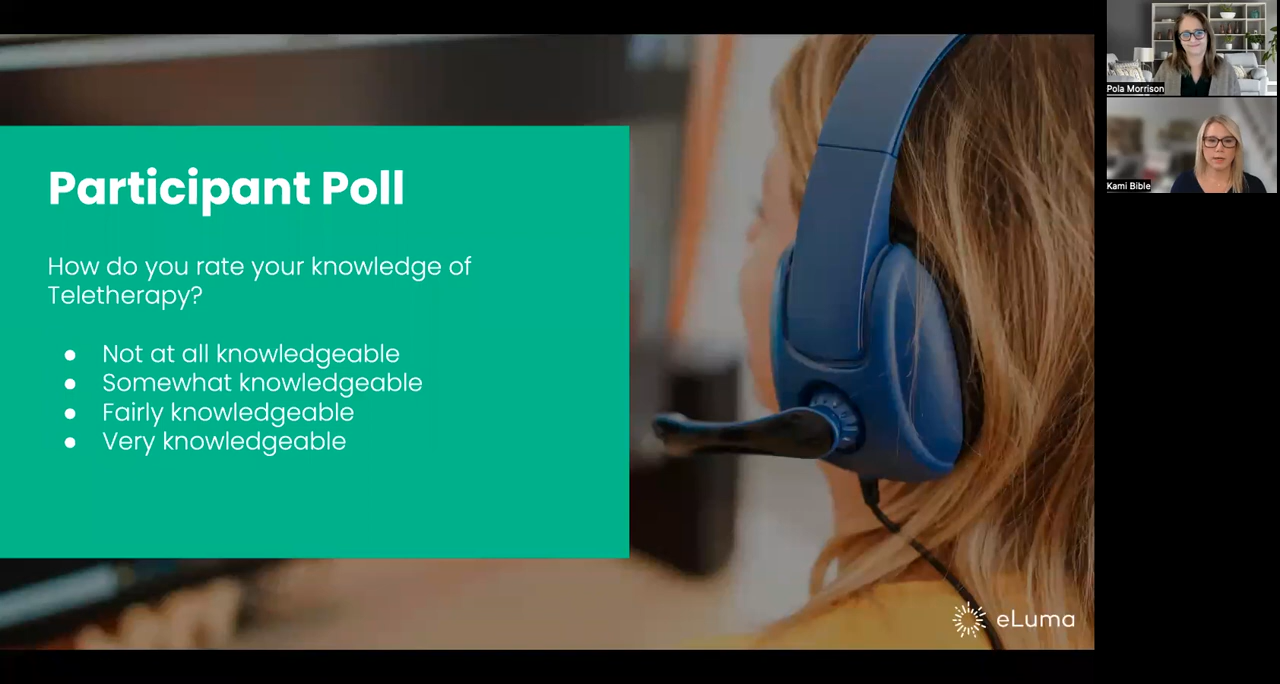 Participant Poll
How do you rate your knowledge of
Teletherapy?
● Not at all knowledgeable
● Somewhat knowledgeable
● Fairly knowledgeable
● Very knowledgeable
eLuma
Pola Morrison
Kami Bible